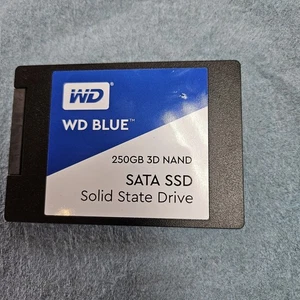 WD
WD BLUE™
250GB 3D NAND
SATA SSD
Solid State Drive